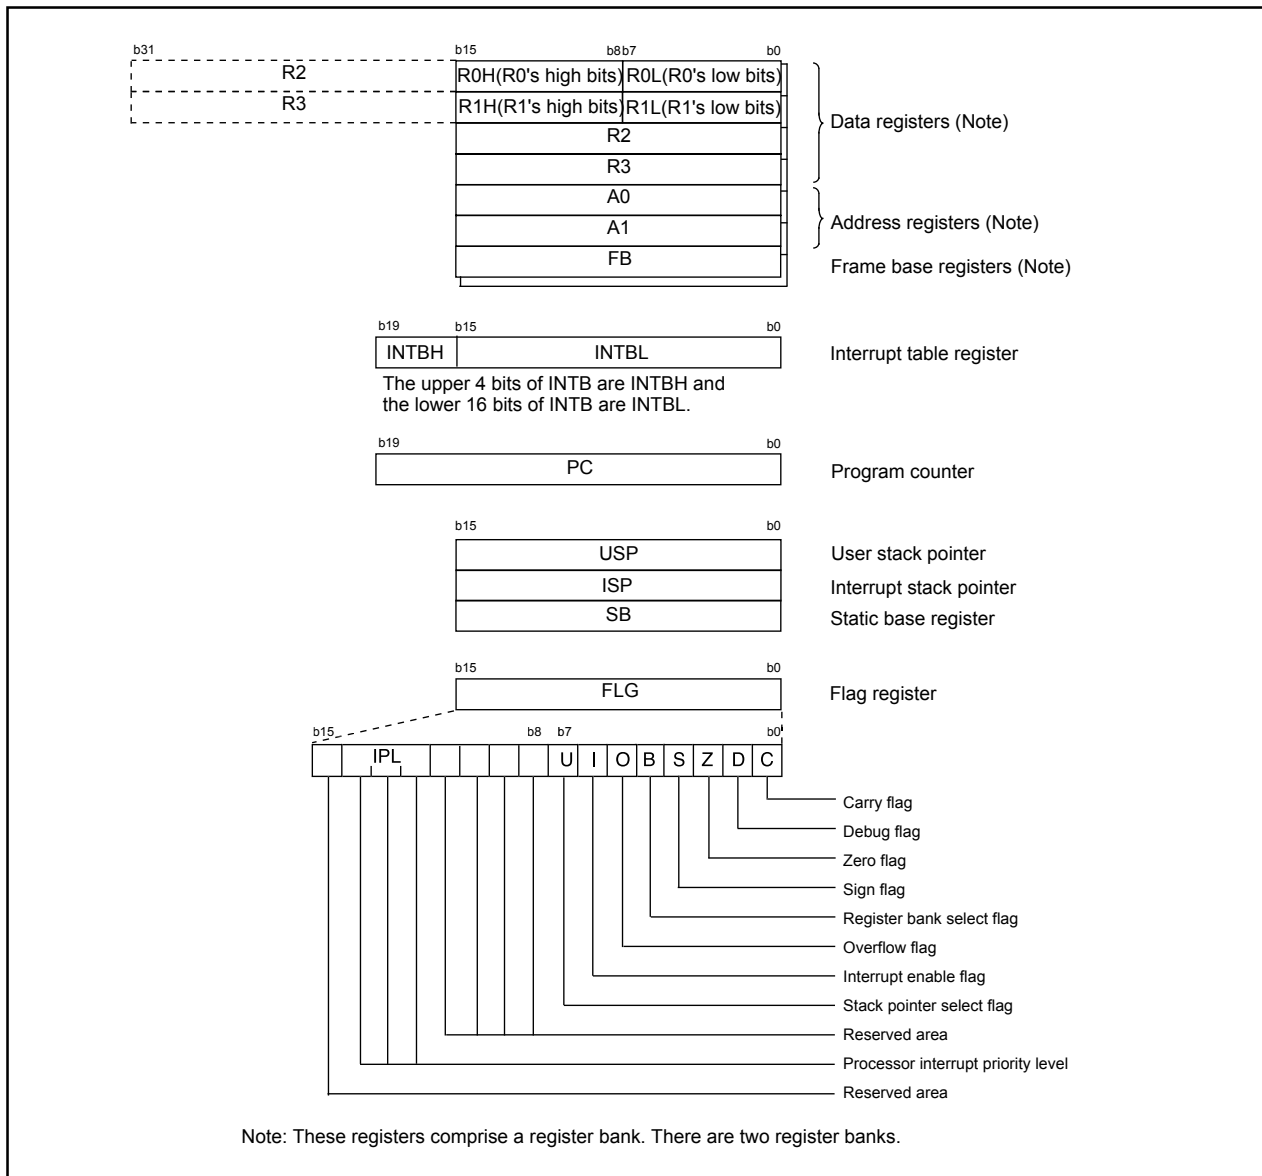 b31 b15 b8b7 b0
R2 R0H(R0's high bits) R0L(R0's low bits)
R3 R1H(R1's high bits) R1L(R1's low bits)
R2
Data registers (Note)
R3
A0
A1
Address registers (Note)
FB
Frame base registers (Note)
b19 b15 b0
INTBH INTBL Interrupt table register
The upper 4 bits of INTB are INTBH and
the lower 16 bits of INTB are INTBL.
b19 b0
PC Program counter
b15 b0
USP User stack pointer
ISP Interrupt stack pointer
SB Static base register
b15 b0
FLG Flag register
b15 b8 b7 b0
IPL U I O B S Z D C
Carry flag
Debug flag
Zero flag
Sign flag
Register bank select flag
Overflow flag
Interrupt enable flag
Stack pointer select flag
Reserved area
Processor interrupt priority level
Reserved area
Note: These registers comprise a register bank. There are two register banks.